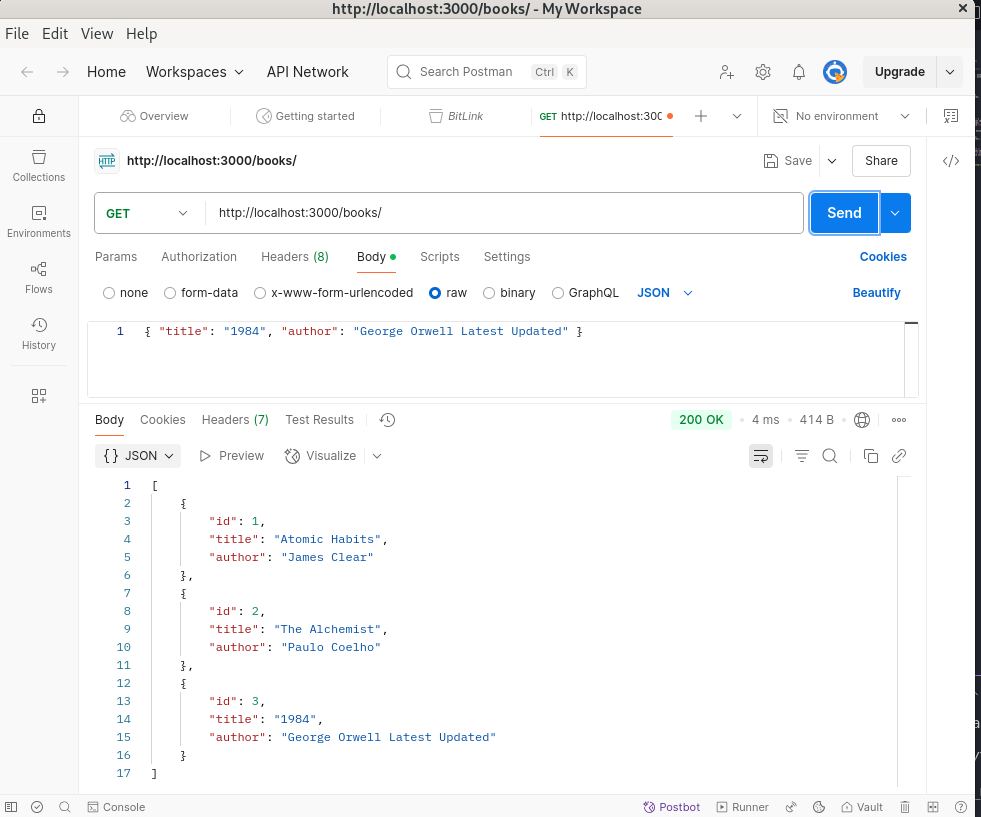 http://localhost:3000/books/ - My Workspace
File Edit View Help
Home Workspaces API Network Search Postman Ctrl K Upgrade
Overview Getting started BitLink GET http://localhost:300 No environment
HTTP http://localhost:3000/books/ Save Share
GET http://localhost:3000/books/ Send
Params Authorization Headers (8) Body Scripts Settings Cookies
none form-data x-www-form-urlencoded raw binary GraphQL JSON Beautify
1 { "title": "1984", "author": "George Orwell Latest Updated" }
Collections
Environments
Flows
History
Body Cookies Headers (7) Test Results 200 OK 4 ms 414 B
{} JSON Preview Visualize
1 [
2 {
3 "id": 1,
4 "title": "Atomic Habits",
5 "author": "James Clear"
6 },
7 {
8 "id": 2,
9 "title": "The Alchemist",
10 "author": "Paulo Coelho"
11 },
12 {
13 "id": 3,
14 "title": "1984",
15 "author": "George Orwell Latest Updated"
16 }
17 ]
Console Postbot Runner Vault